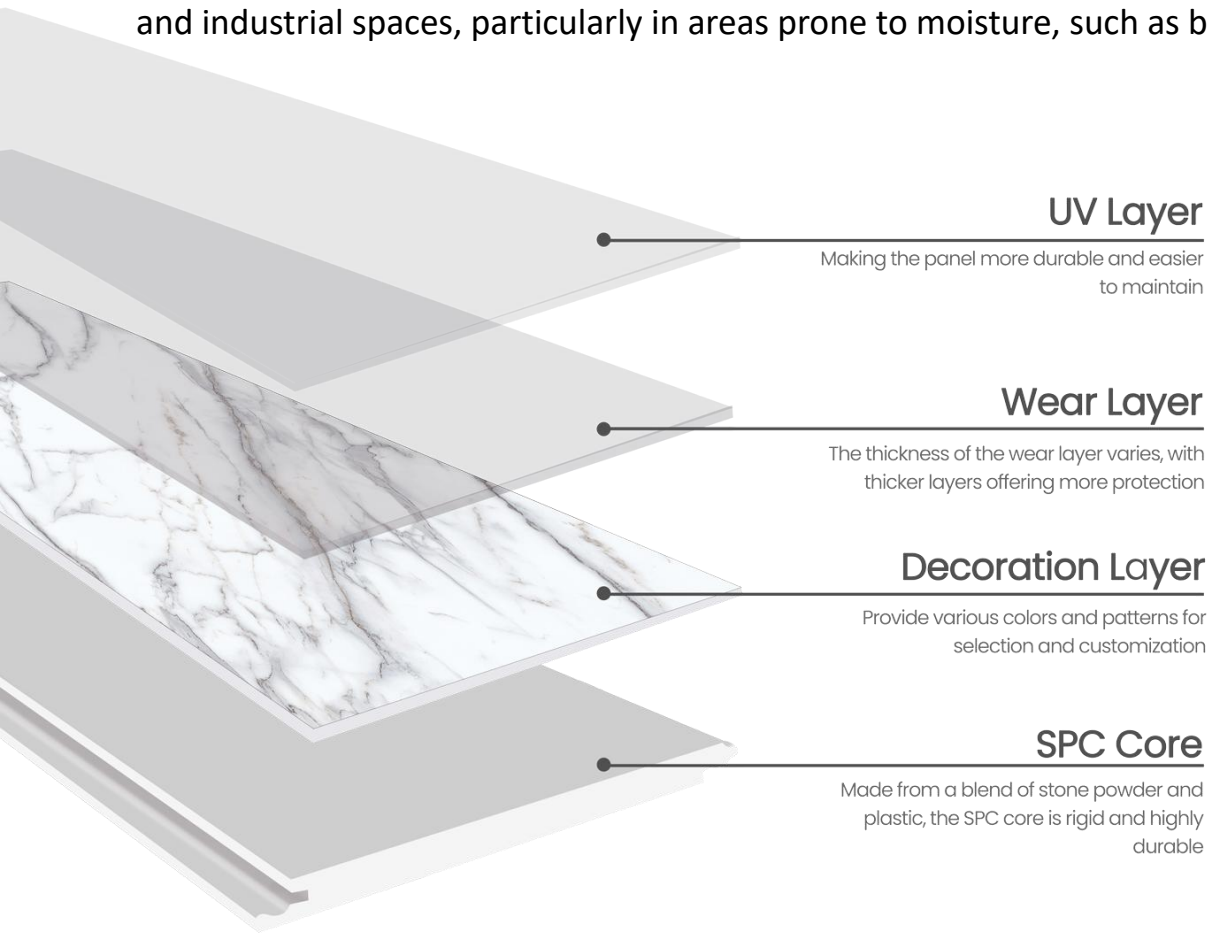 and industrial spaces, particularly in areas prone to moisture, such as b
UV Layer
Making the panel more durable and easier
to maintain
Wear Layer
The thickness of the wear layer varies, with
thicker layers offering more protection
Decoration Layer
Provide various colors and patterns for
selection and customization
SPC Core
Made from a blend of stone powder and
plastic, the SPC core is rigid and highly
durable